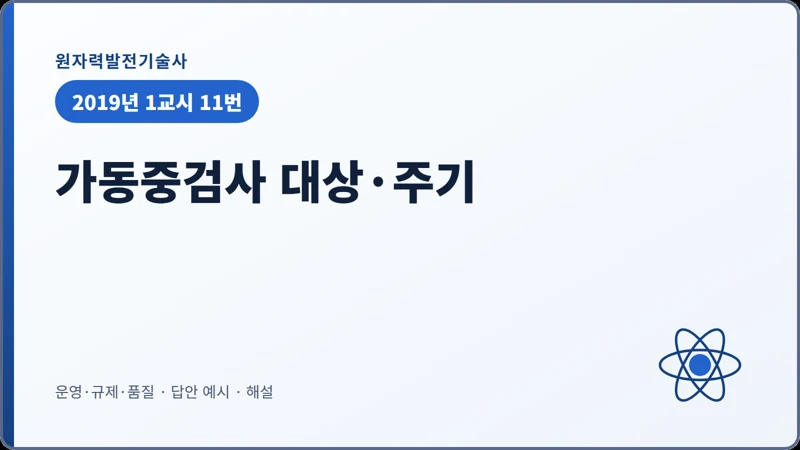 원자력발전기술사
2019년 1교시 11번
가동중검사 대상·주기
운영·규제·품질 · 답안 예시 · 해설